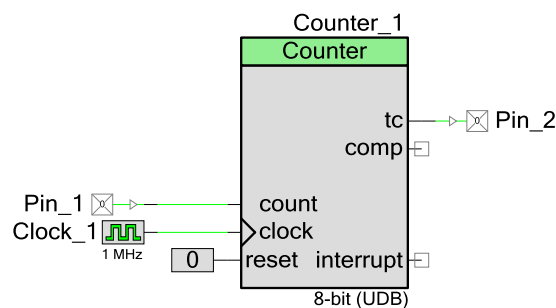 Counter_1
Counter
tc
Pin_2
comp
Pin_1
count
Clock_1
clock
1 MHz
0
reset
interrupt
8-bit (UDB)